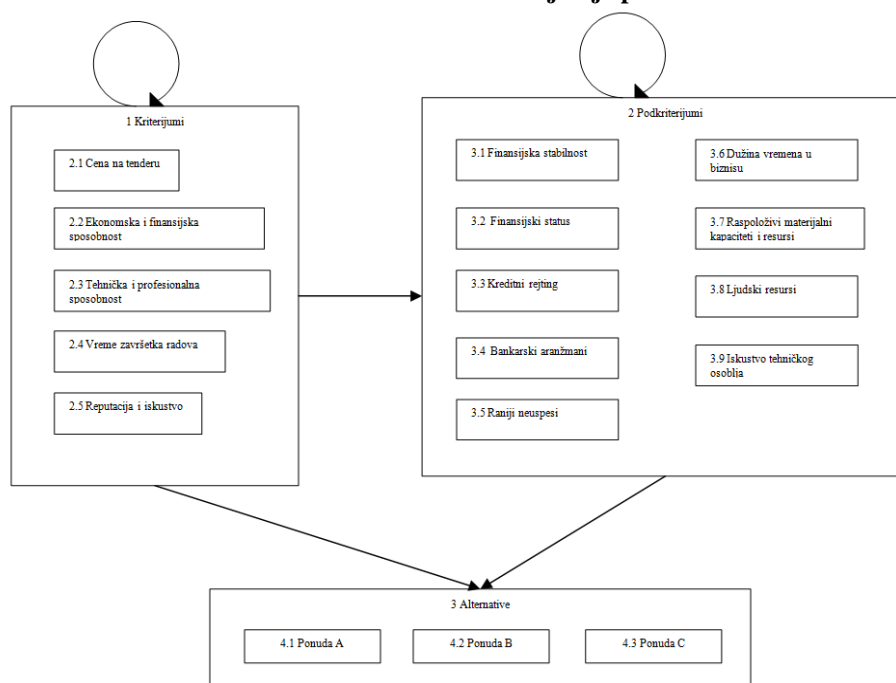 1 Kriterijumi
2.1 Cena na tenderu
2.2 Ekonomska i finansijska
sposobnost
2.3 Tehnička i profesionalna
sposobnost
2.4 Vreme završetka radova
2.5 Reputacija i iskustvo
2 Podkriterijumi
3.1 Finansijska stabilnost
3.2 Finansijski status
3.3 Kreditni rejting
3.4 Bankarski aranžmani
3.5 Raniji neuspesi
3.6 Dužina vremena u
biznisu
3.7 Raspoloživi materijalni
kapaciteti i resursi
3.8 Ljudski resursi
3.9 Iskustvo tehničkog
osoblja
3 Alternative
4.1 Ponuda A
4.2 Ponuda B
4.3 Ponuda C